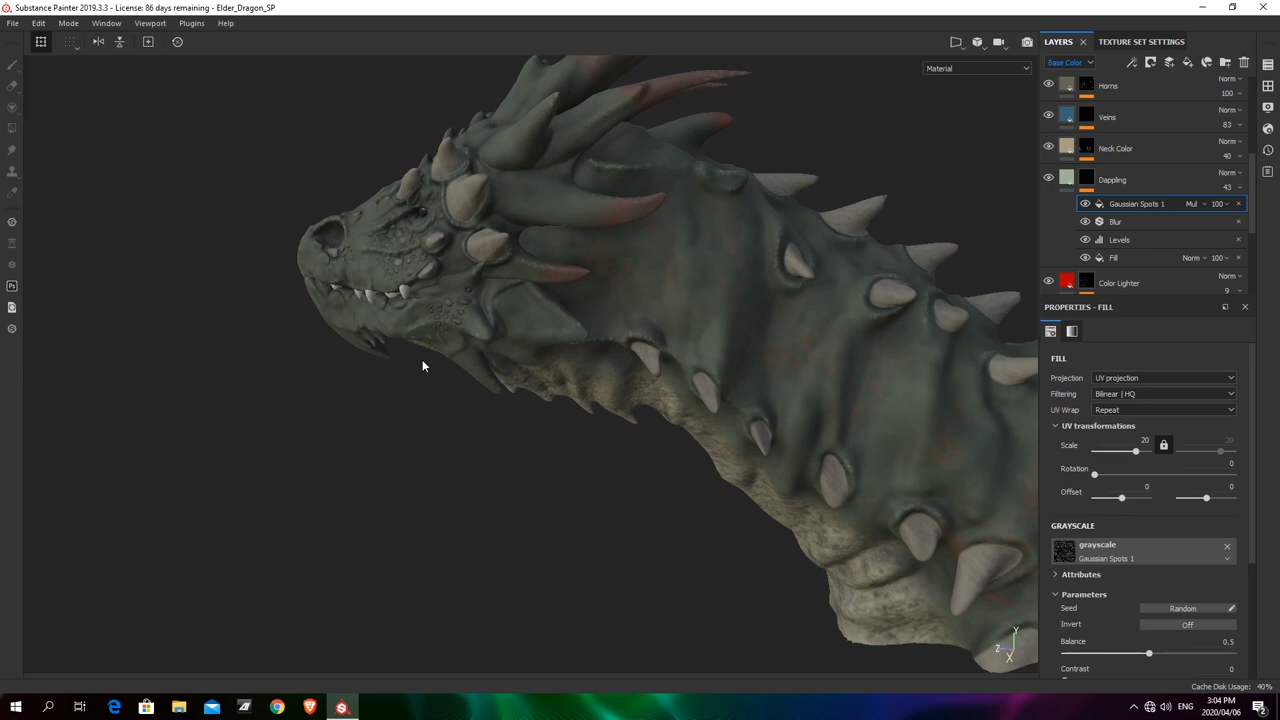 Substance Painter 2019.3.3 - License: 86 days remaining - Elder_Dragon_SP
File Edit Mode Window Viewport Plugins Help
Material
LAYERS TEXTURE SET SETTINGS
Base Color
Horns Norm 100
Veins Norm 83
Neck Color Norm 40
Dappling Norm 43
Gaussian Spots 1 Mul 100
Blur
Levels
Fill Norm 100
Color Lighter Norm 9
PROPERTIES - FILL
FILL
Projection UV projection
Filtering Bilinear | HQ
UV Wrap Repeat
UV transformations
Scale 20 20
Rotation 0
Offset 0 0
GRAYSCALE
grayscale
Gaussian Spots 1
Attributes
Parameters
Seed Random
Invert Off
Balance 0.5
Contrast 0
Y
Z
X
Cache Disk Usage: 40%
Ps
ENG
3:04 PM
2020/04/06
2